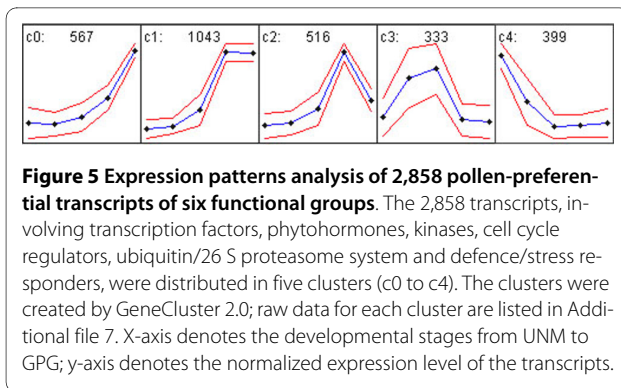 c0: 567 c1: 1043 c2: 516 c3: 333 c4: 399
Figure 5 Expression patterns analysis of 2,858 pollen-preferen-
tial transcripts of six functional groups. The 2,858 transcripts, in-
volving transcription factors, phytohormones, kinases, cell cycle
regulators, ubiquitin/26 S proteasome system and defence/stress re-
sponders, were distributed in five clusters (c0 to c4). The clusters were
created by GeneCluster 2.0; raw data for each cluster are listed in Addi-
tional file 7. X-axis denotes the developmental stages from UNM to
GPG; y-axis denotes the normalized expression level of the transcripts.